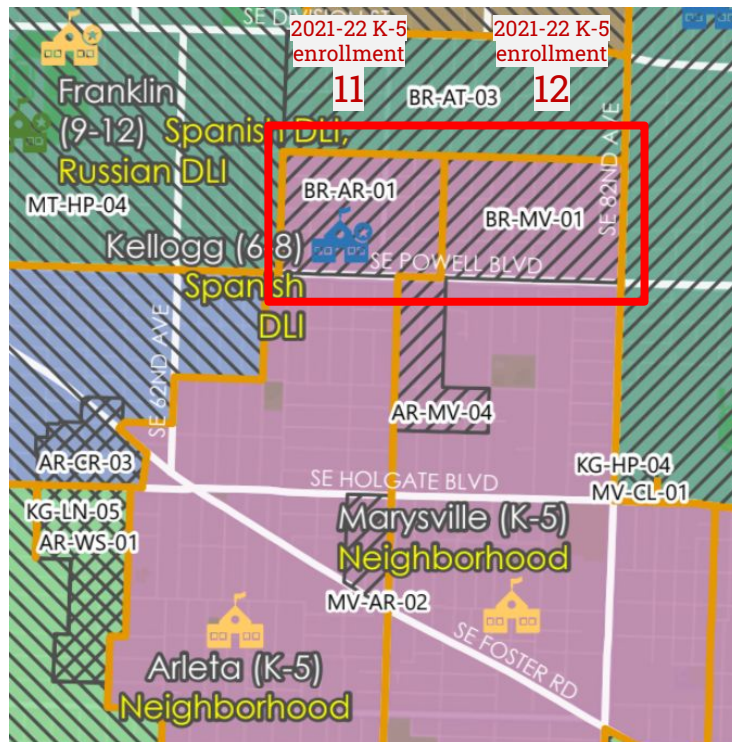 SE DIVISION ST
2021-22 K-5
enrollment
11
2021-22 K-5
enrollment
12
Franklin
(9-12) Spanish DLI,
Russian DLI
BR-AT-03
SE 82ND AVE
MT-HP-04
BR-AR-01
BR-MV-01
Kellogg (6-8)
Spanish
DLI
SE POWELL BLVD
SE 62ND AVE
AR-MV-04
AR-CR-03
SE HOLGATE BLVD
KG-HP-04
MV-CL-01
KG-LN-05
AR-WS-01
Marysville (K-5)
Neighborhood
MV-AR-02
SE FOSTER RD
Arleta (K-5)
Neighborhood